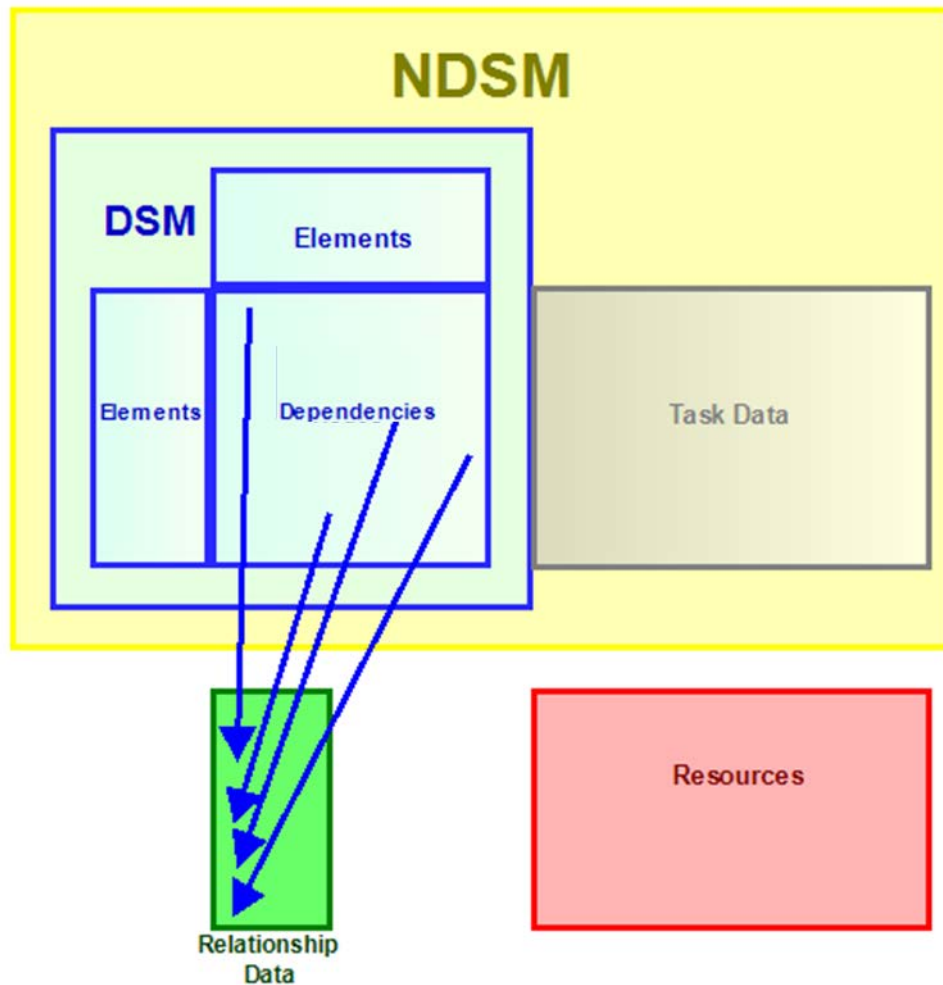 NDSM
DSM
Elements
Elements
Dependencies
Task Data
Resources
Relationship
Data